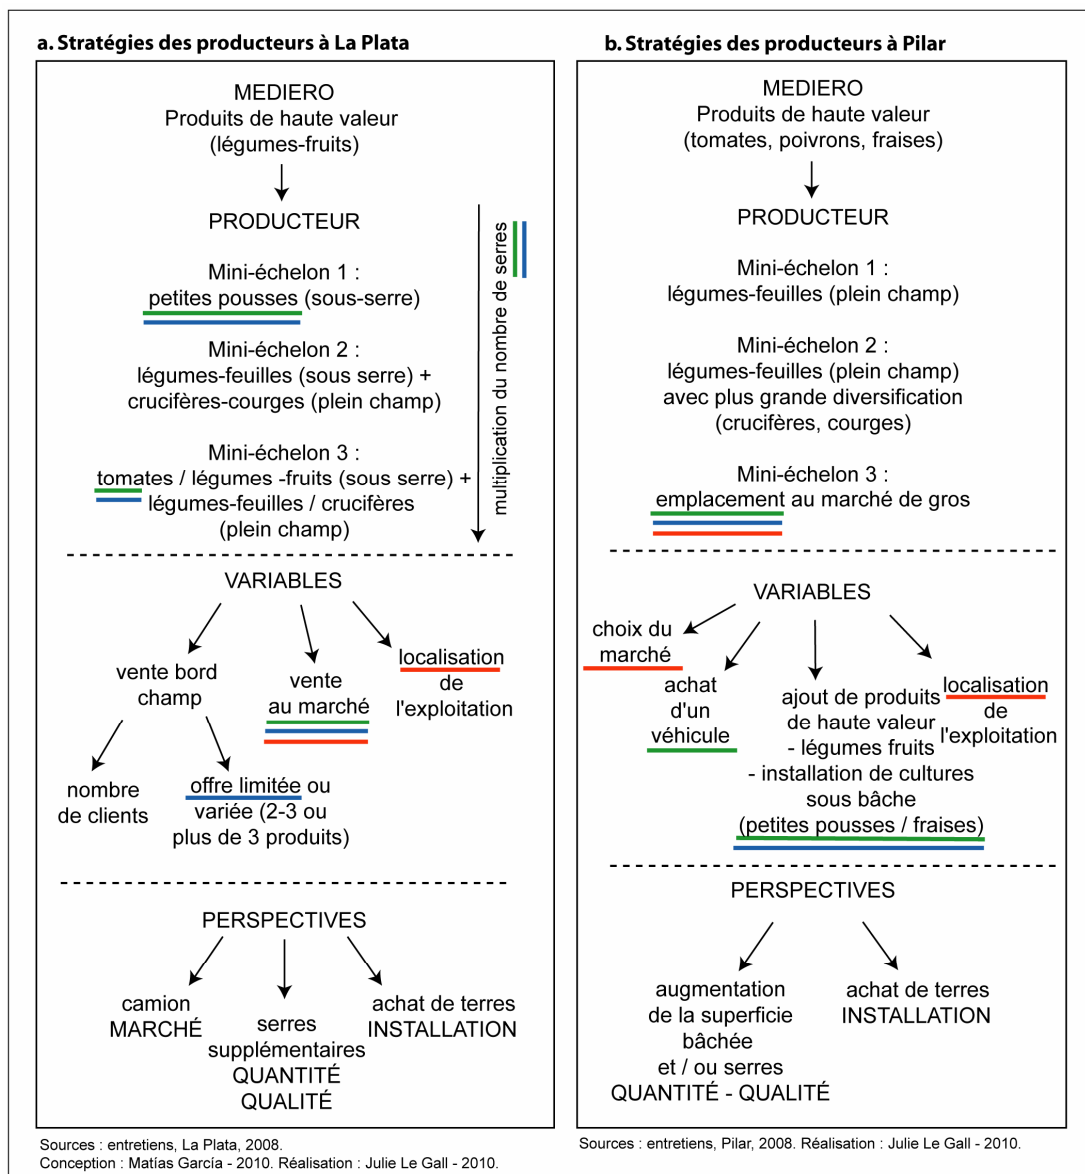 a. Stratégies des producteurs à La Plata
MEDIERO
Produits de haute valeur
(légumes-fruits)
PRODUCTEUR
Mini-échelon 1 :
petites pousses (sous-serre)
Mini-échelon 2 :
légumes-feuilles (sous serre) +
crucifères-courges (plein champ)
Mini-échelon 3 :
tomates / légumes -fruits (sous serre) +
légumes-feuilles / crucifères
(plein champ)
multiplication du nombre de serres
VARIABLES
vente bord
champ
vente
au marché
localisation
de
l'exploitation
nombre
de clients
offre limitée ou
variée (2-3 ou
plus de 3 produits)
PERSPECTIVES
camion
MARCHÉ
serres
supplémentaires
QUANTITÉ
QUALITÉ
achat de terres
INSTALLATION
Sources : entretiens, La Plata, 2008.
Conception : Matías García - 2010. Réalisation : Julie Le Gall - 2010.
b. Stratégies des producteurs à Pilar
MEDIERO
Produits de haute valeur
(tomates, poivrons, fraises)
PRODUCTEUR
Mini-échelon 1 :
légumes-feuilles (plein champ)
Mini-échelon 2 :
légumes-feuilles (plein champ)
avec plus grande diversification
(crucifères, courges)
Mini-échelon 3 :
emplacement au marché de gros
VARIABLES
choix du
marché
achat
d'un
véhicule
ajout de produits
de haute valeur
- légumes fruits
- installation de cultures
sous bâche
(petites pousses / fraises)
localisation
de
l'exploitation
PERSPECTIVES
augmentation
de la superficie
bâchée
et / ou serres
QUANTITÉ - QUALITÉ
achat de terres
INSTALLATION
Sources : entretiens, Pilar, 2008. Réalisation : Julie Le Gall - 2010.